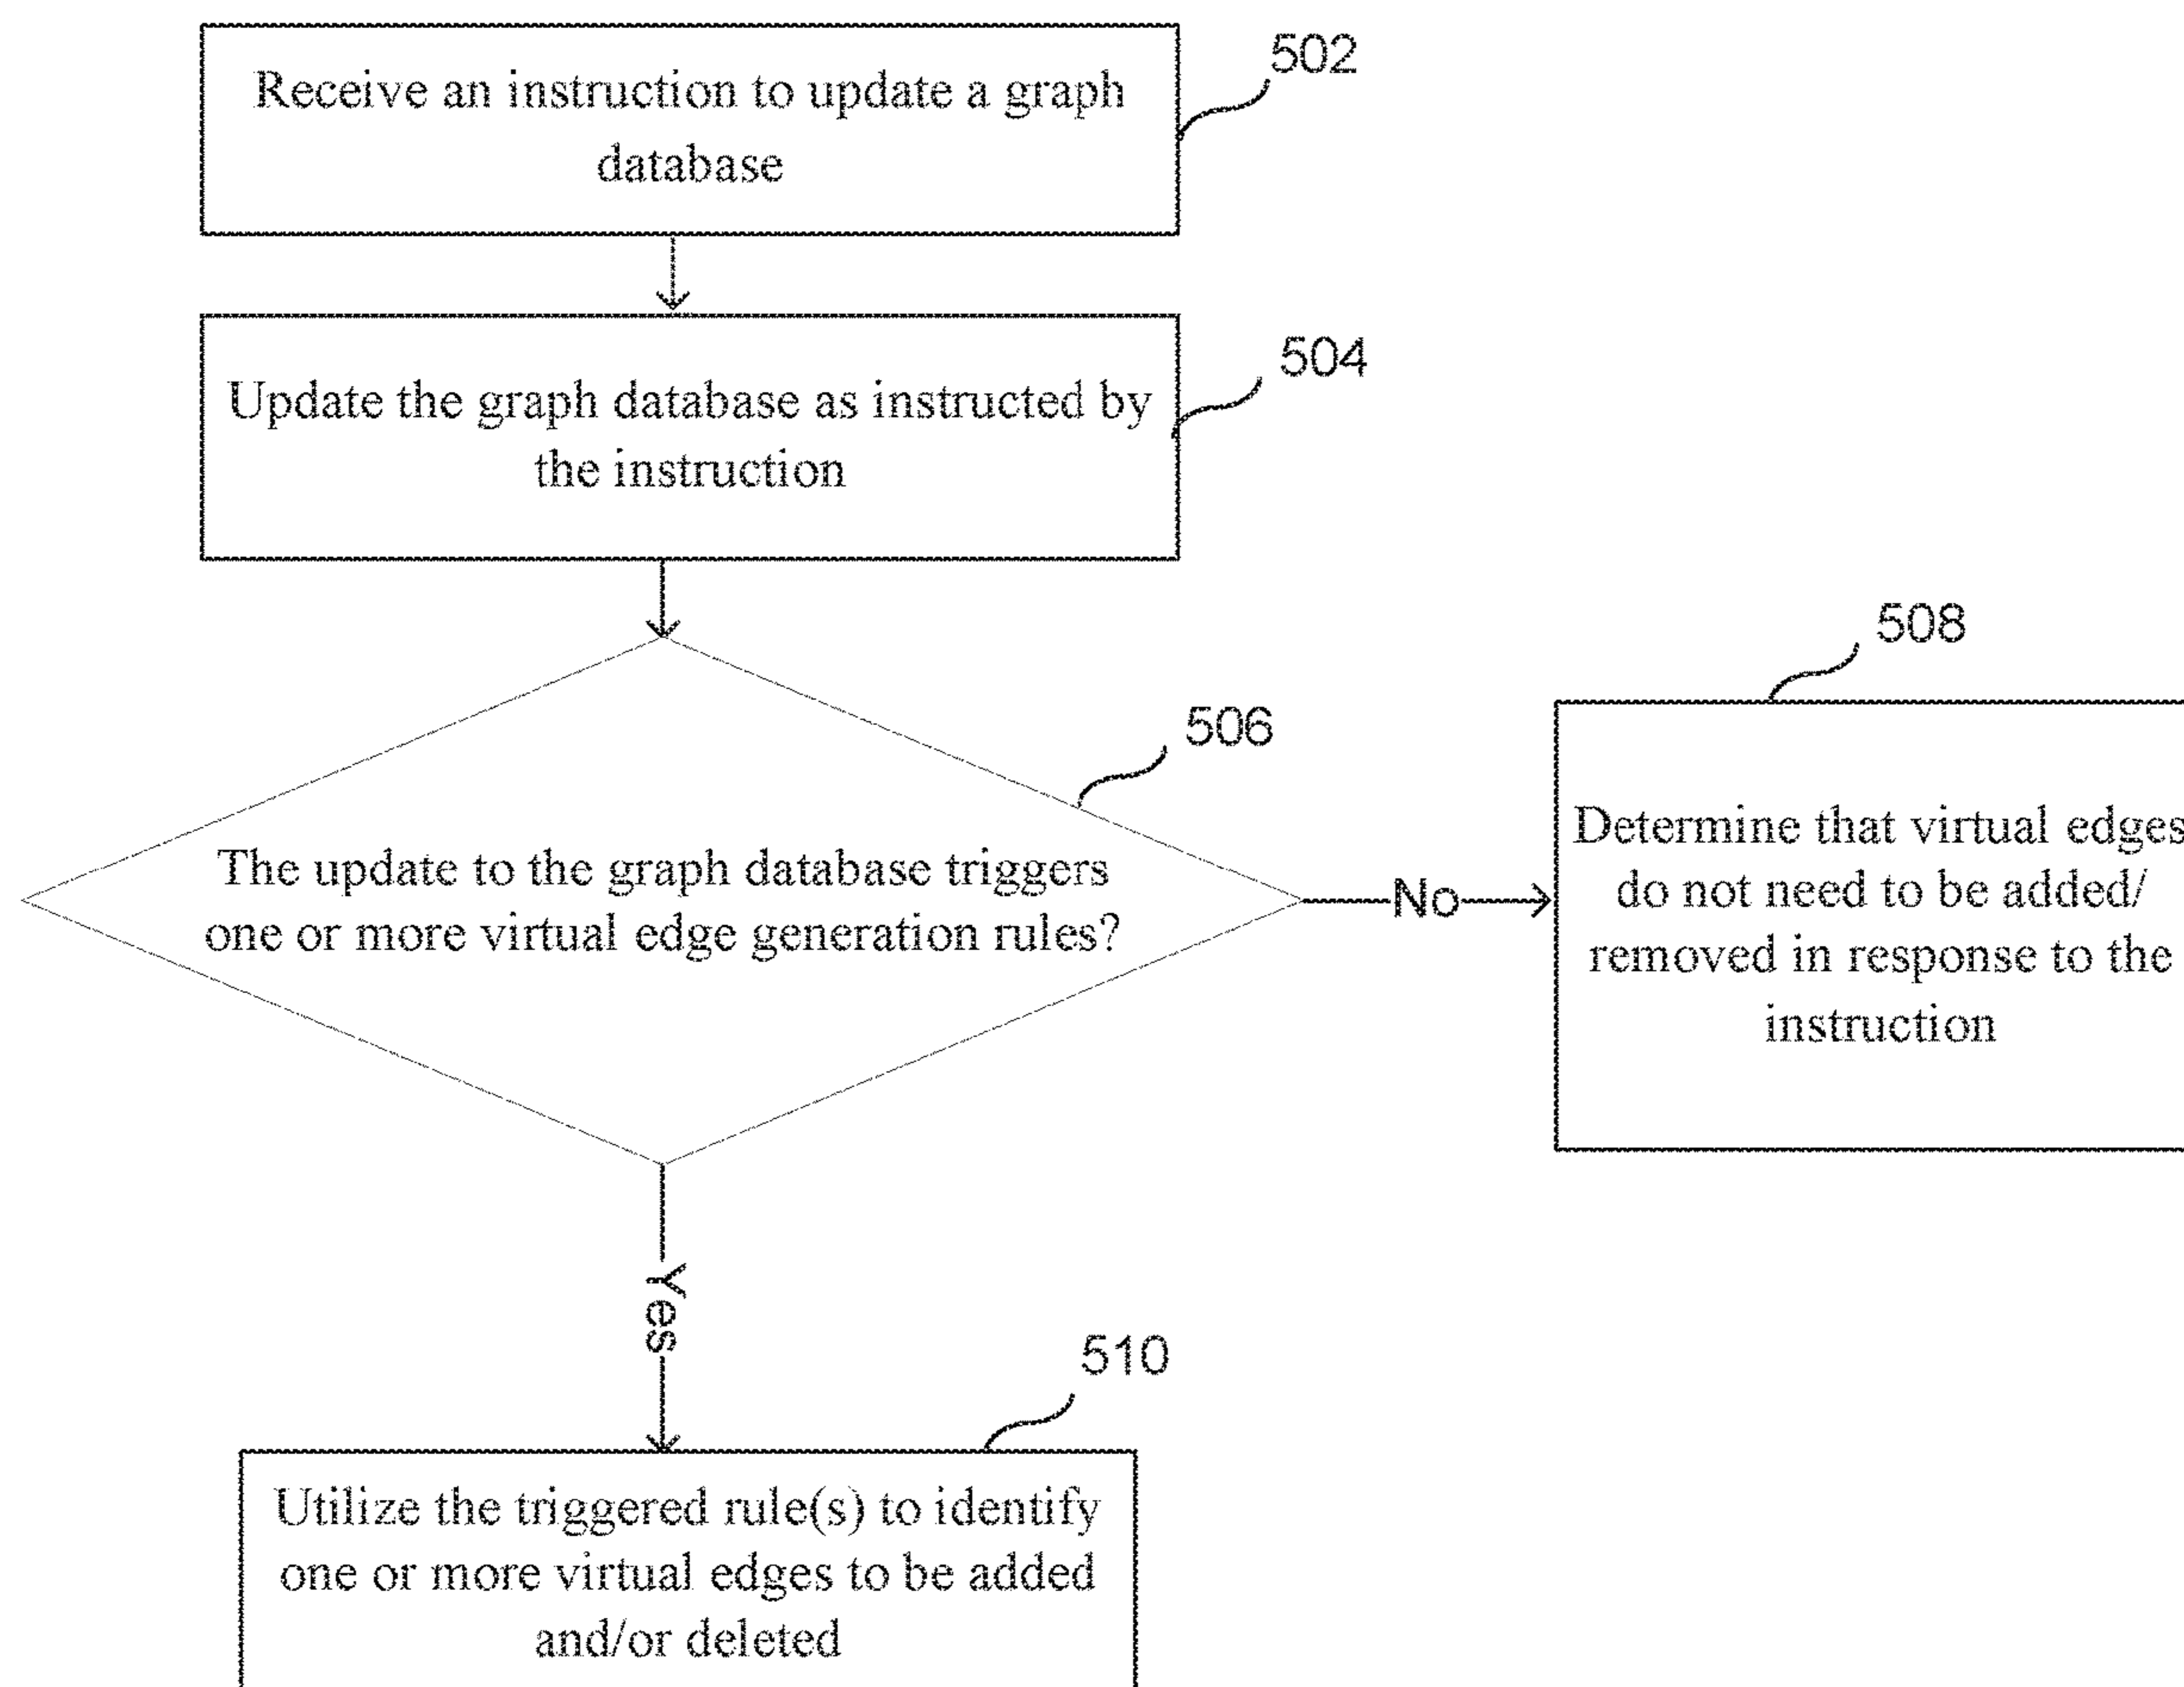 502
Receive an instruction to update a graph
database
504
Update the graph database as instructed by
the instruction
506
The update to the graph database triggers
one or more virtual edge generation rules?
No
508
Determine that virtual edges
do not need to be added/
removed in response to the
instruction
Yes
510
Utilize the triggered rule(s) to identify
one or more virtual edges to be added
and/or deleted